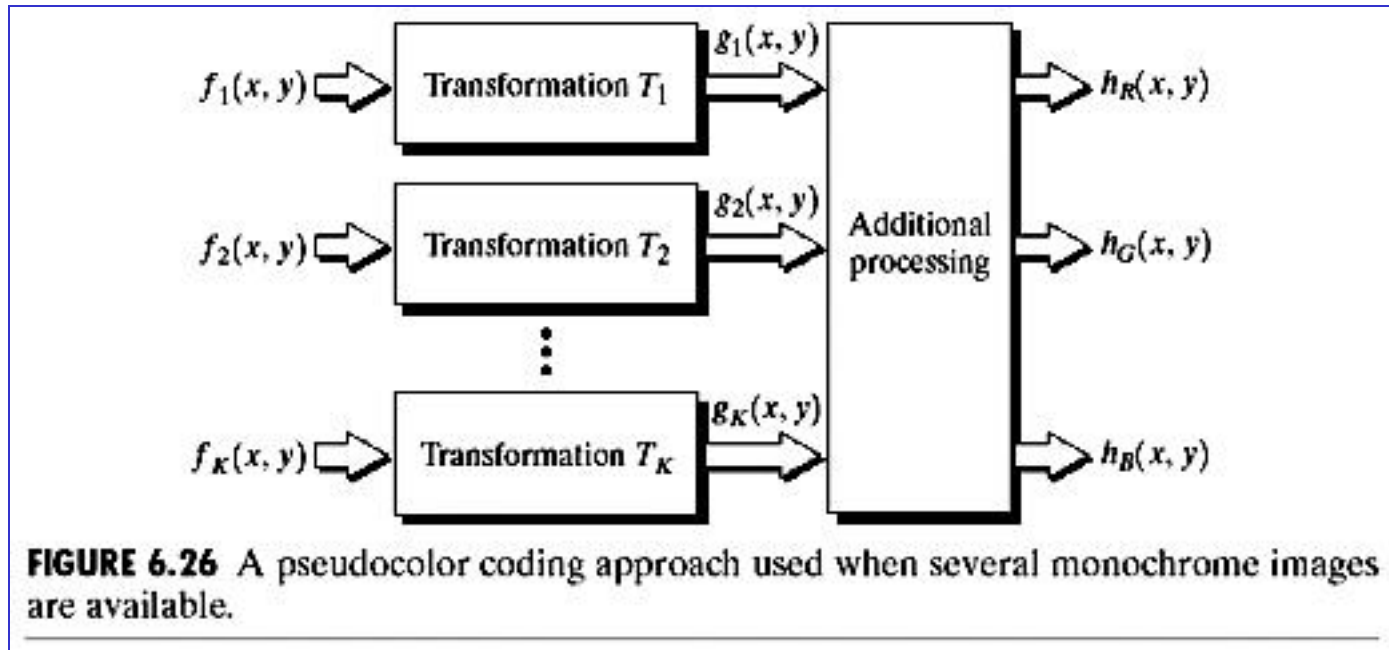 f₁(x, y) Transformation T₁ g₁(x, y) hR(x, y)
f₂(x, y) Transformation T₂ g₂(x, y) Additional processing hG(x, y)
fK(x, y) Transformation TK gK(x, y) hB(x, y)
FIGURE 6.26 A pseudocolor coding approach used when several monochrome images
are available.